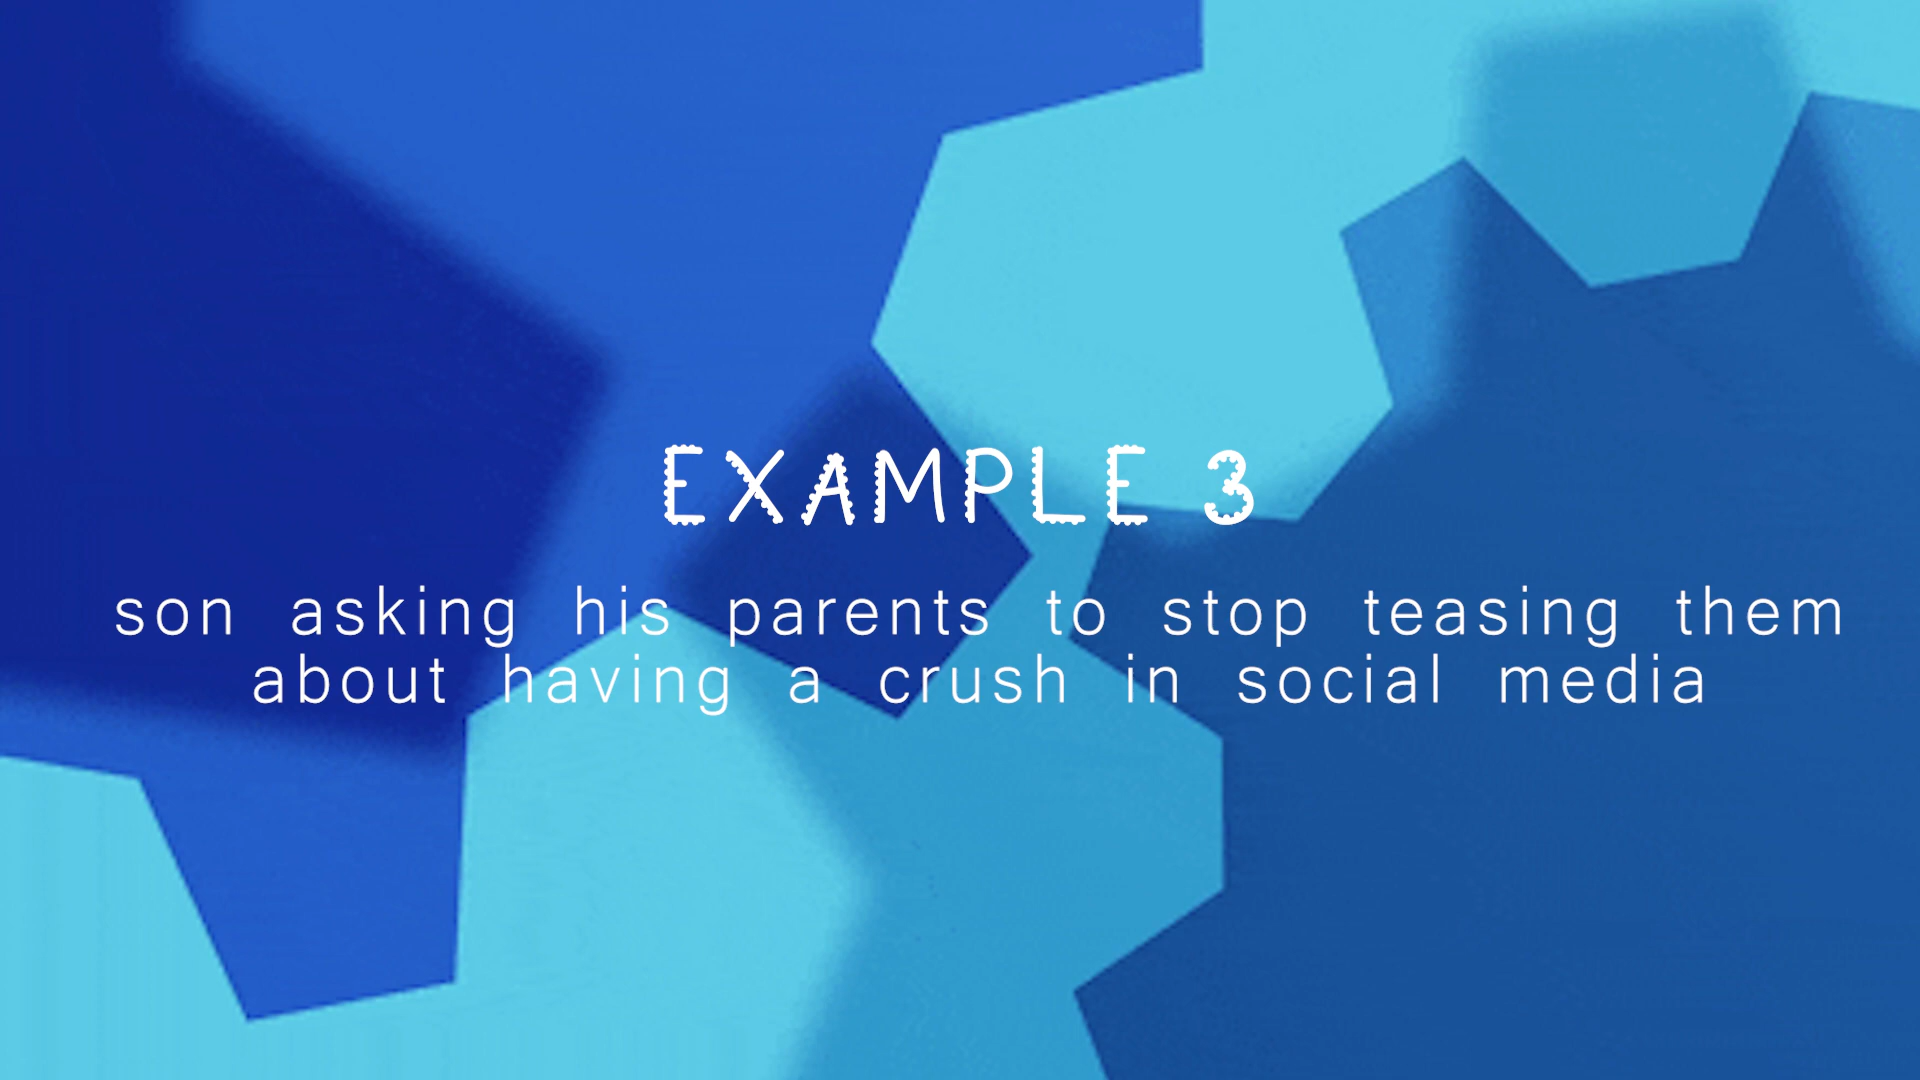 EXAMPLE 3
son asking his parents to stop teasing them
about having a crush in social media